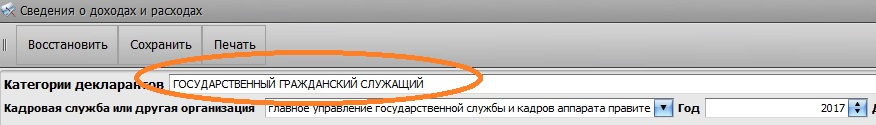 Сведения о доходах и расходах
Восстановить Сохранить Печать
Категории декларантов ГОСУДАРСТВЕННЫЙ ГРАЖДАНСКИЙ СЛУЖАЩИЙ
Кадровая служба или другая организация главное управление государственной службы и кадров аппарата правите Год 2017